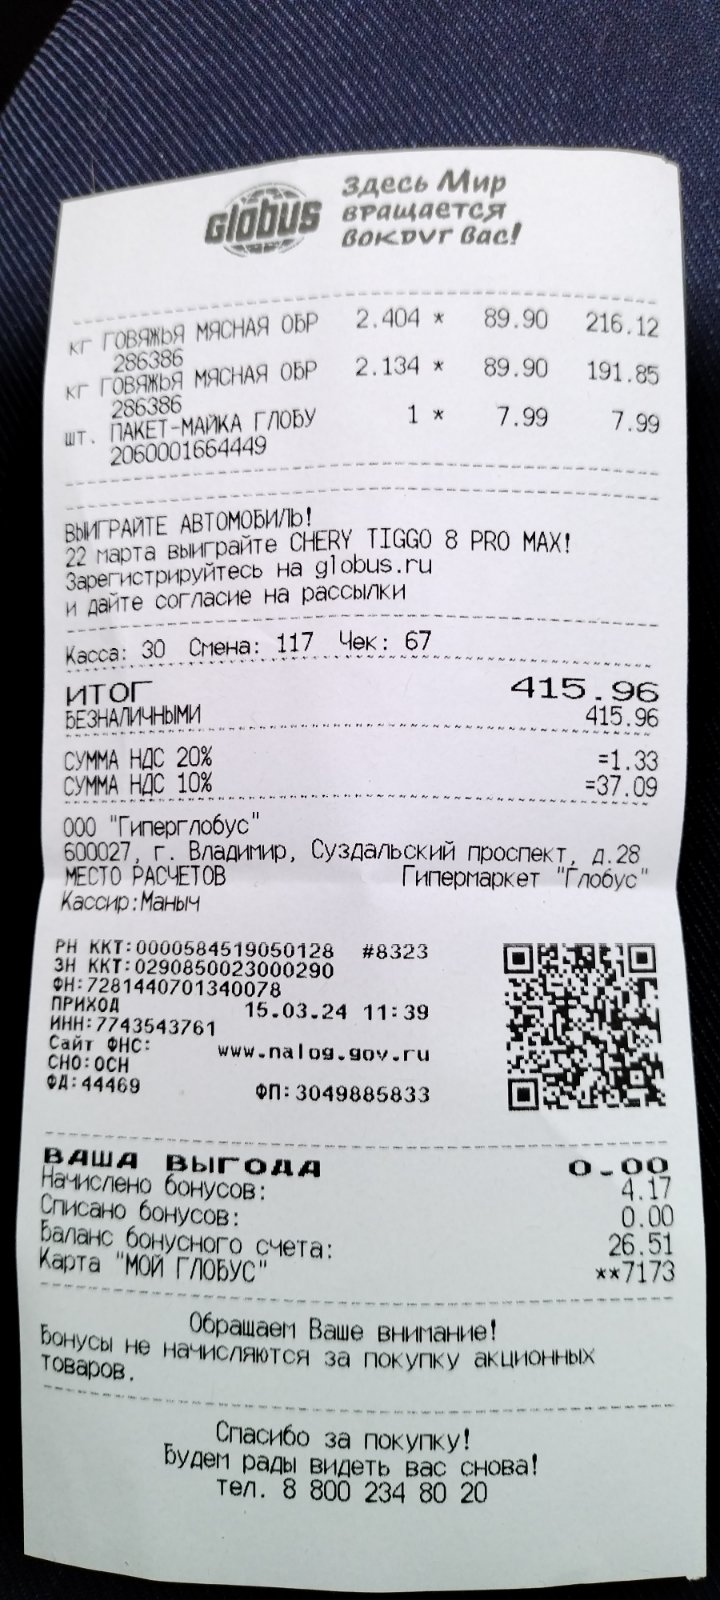 Globus
Здесь Мир
вращается
вокруг вас!
кг ГОВЯЖЬЯ МЯСНАЯ ОБР 2.404 * 89.90 216.12
286386
кг ГОВЯЖЬЯ МЯСНАЯ ОБР 2.134 * 89.90 191.85
286386
шт. ПАКЕТ-МАЙКА ГЛОБУ 1 * 7.99 7.99
2060001664449
ВЫИГРАЙТЕ АВТОМОБИЛЬ!
22 марта выиграйте CHERY TIGGO 8 PRO MAX!
Зарегистрируйтесь на globus.ru
и дайте согласие на рассылки
Касса: 30 Смена: 117 Чек: 67
ИТОГ 415.96
БЕЗНАЛИЧНЫМИ 415.96
СУММА НДС 20% =1.33
СУММА НДС 10% =37.09
ООО "Гиперглобус"
600027, г. Владимир, Суздальский проспект, д.28
МЕСТО РАСЧЕТОВ Гипермаркет "Глобус"
Кассир:Маныч
РН ККТ:0000584519050128 #8323
ЗН ККТ:0290850023000290
ФН:7281440701340078
ПРИХОД 15.03.24 11:39
ИНН:7743543761
Сайт ФНС: www.nalog.gov.ru
СНО:ОСН
ФД:44469 ФП:3049885833
ВАША ВЫГОДА 0.00
Начислено бонусов: 4.17
Списано бонусов: 0.00
Баланс бонусного счета: 26.51
Карта "МОЙ ГЛОБУС" **7173
Обращаем Ваше внимание!
Бонусы не начисляются за покупку акционных
товаров.
Спасибо за покупку!
Будем рады видеть вас снова!
тел. 8 800 234 80 20